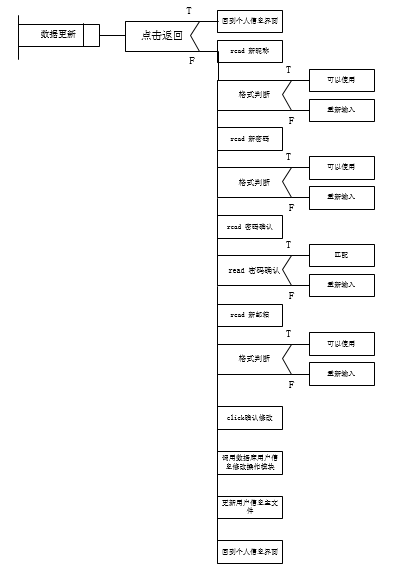 数据更新
点击返回
T
回到个人信息界面
F
read 新昵称
格式判断
T
可以使用
F
重新输入
read 新密码
格式判断
T
可以使用
F
重新输入
read 密码确认
read 密码确认
T
匹配
F
重新输入
read 新邮箱
格式判断
T
可以使用
F
重新输入
click确认修改
调用数据库用户信
息修改操作模块
更新用户信息主文
件
回到个人信息界面